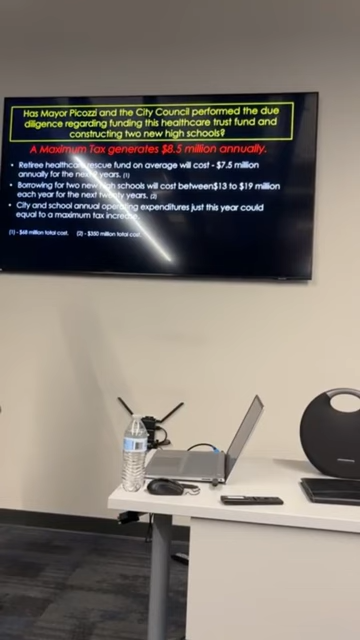 Has Mayor Picozzi and the City Council performed the due
diligence regarding funding this healthcare trust fund and
constructing two new high schools?
A Maximum Tax generates $8.5 million annually.
• Retiree healthcare rescue fund on average will cost - $7.5 million
annually for the next years. (1)
• Borrowing for two new high schools will cost between$13 to $19 million
each year for the next twenty years. (2)
• City and school annual operating expenditures just this year could
equal to a maximum tax increase.
(1) - $68 million total cost. (2) - $350 million total cost.